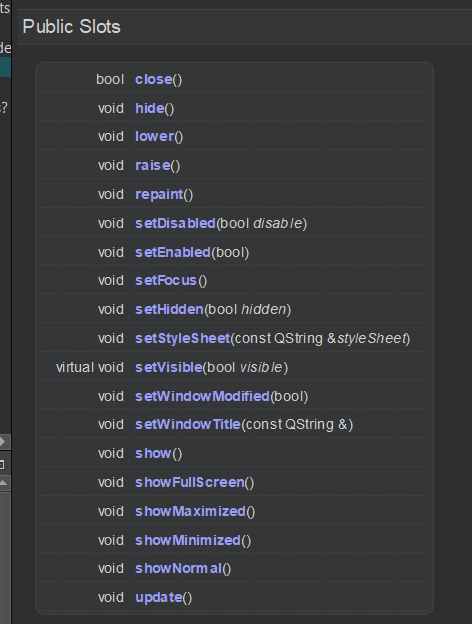 ts
Public Slots
de
bool close()
void hide()
?
void lower()
void raise()
void repaint()
void setDisabled(bool disable)
void setEnabled(bool)
void setFocus()
void setHidden(bool hidden)
void setStyleSheet(const QString &styleSheet)
virtual void setVisible(bool visible)
void setWindowModified(bool)
void setWindowTitle(const QString &)
void show()
void showFullScreen()
void showMaximized()
void showMinimized()
void showNormal()
void update()